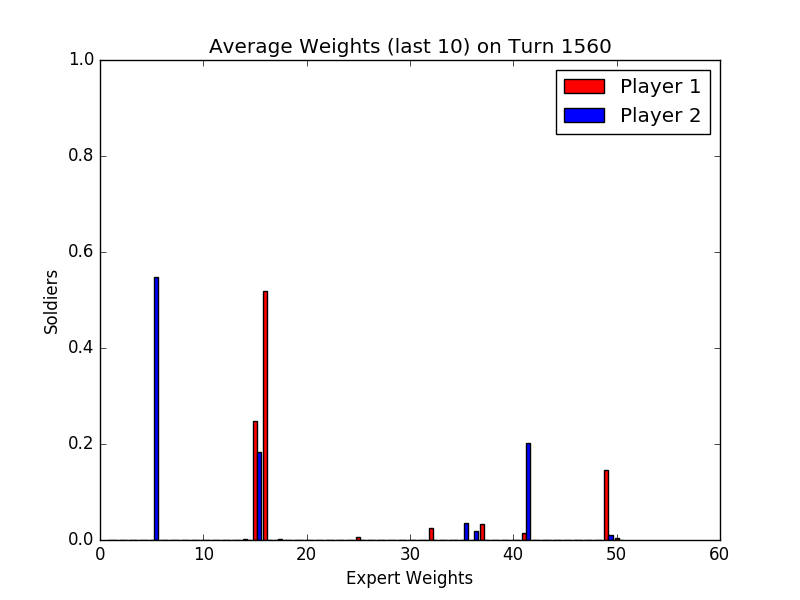 Average Weights (last 10) on Turn 1560
1.0
Player 1
Player 2
0.8
0.6
Soldiers
0.4
0.2
0.0
0 10 20 30 40 50 60
Expert Weights